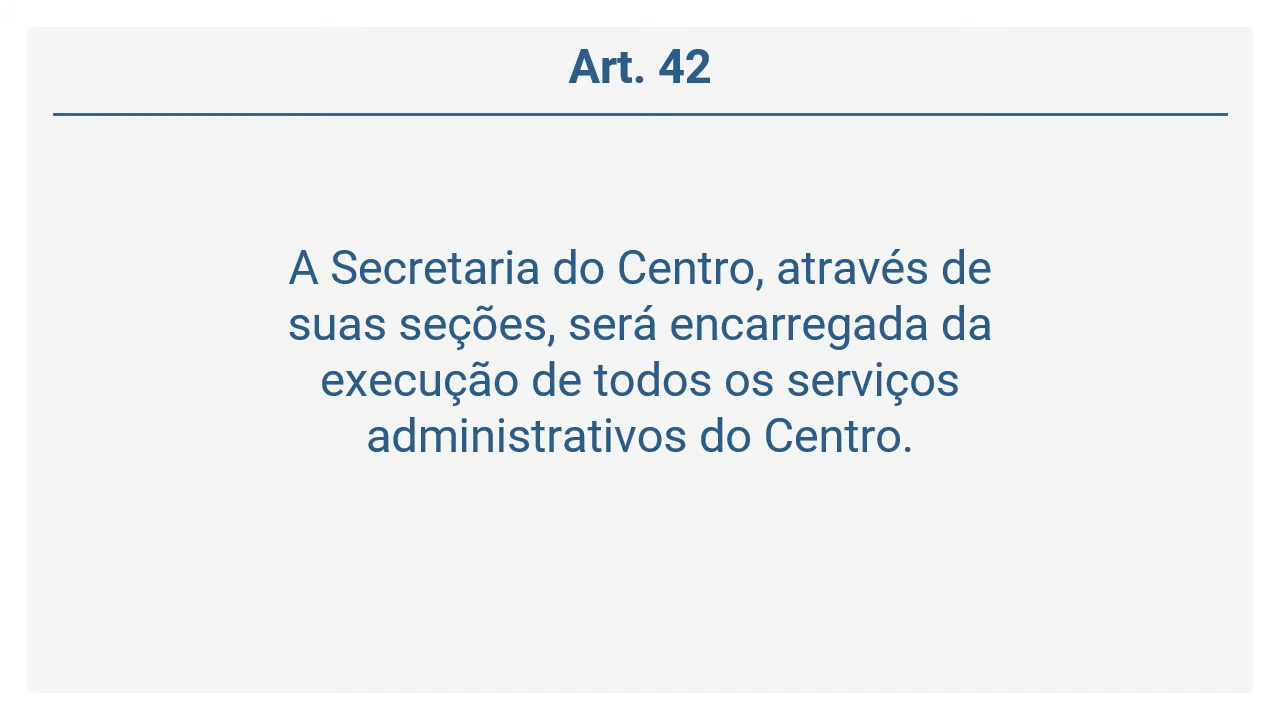 Art. 42
A Secretaria do Centro, através de
suas seções, será encarregada da
execução de todos os serviços
administrativos do Centro.